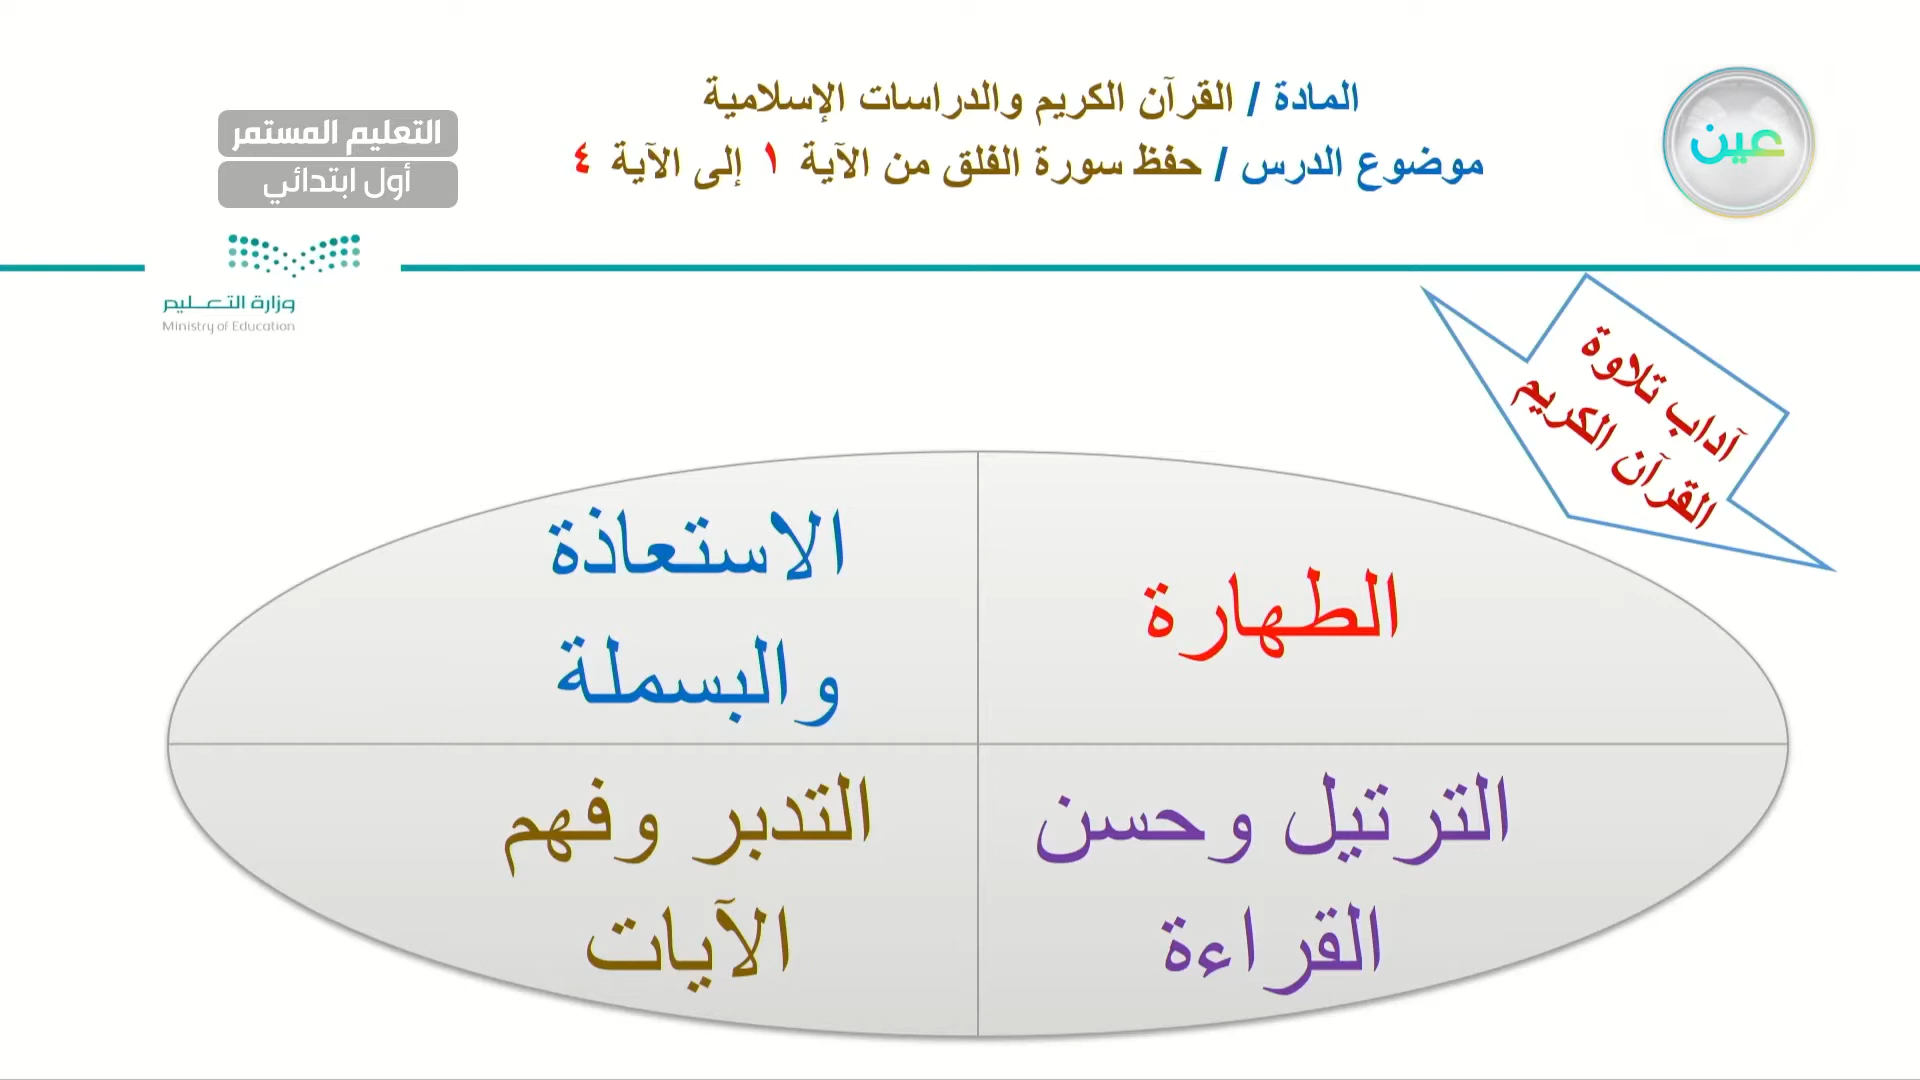 المادة / القرآن الكريم والدراسات الإسلامية
موضوع الدرس / حفظ سورة الفلق من الآية ١ إلى الآية ٤
عين
التعليم المستمر
أول ابتدائي
وزارة التعليم
Ministry of Education
آداب تلاوة
القرآن الكريم
الطهارة
الاستعاذة
والبسملة
الترتيل وحسن
القراءة
التدبر وفهم
الآيات